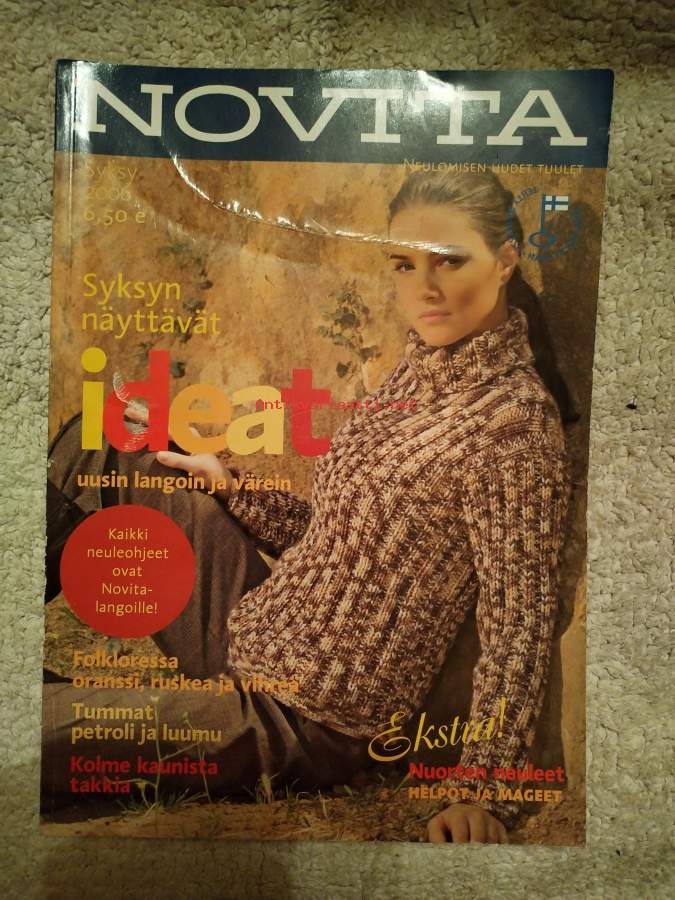 NOVITA
NEULOMISEN UUDET TUULET
Syksy
2006
6,50 e
Syksyn
näyttävät
ideat
antikvariaatti.net
uusin langoin ja värein
Kaikki
neuleohjeet
ovat
Novita-
langoille!
Folkloressa
oranssi, ruskea ja vihreä
Tummat
petroli ja luumu
Kolme kaunista
takkia
Ekstra!
Nuorten neuleet
HELPOT JA MAGEET